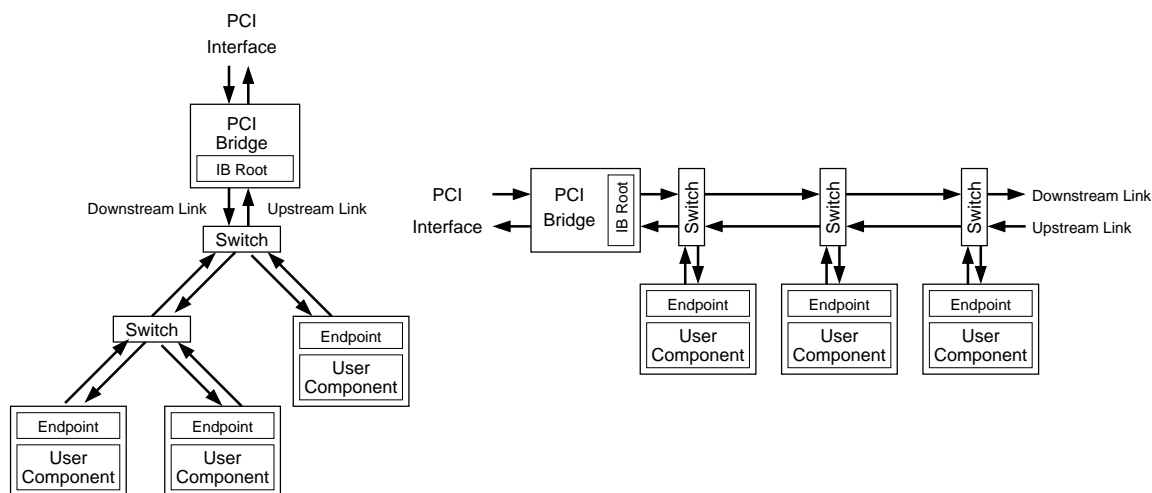 PCI
Interface
PCI
Bridge
IB Root
Downstream Link
Upstream Link
Switch
Switch
Endpoint
User
Component
Endpoint
User
Component
Endpoint
User
Component
PCI
Interface
PCI
Bridge
IB Root
Switch
Switch
Switch
Downstream Link
Upstream Link
Endpoint
User
Component
Endpoint
User
Component
Endpoint
User
Component